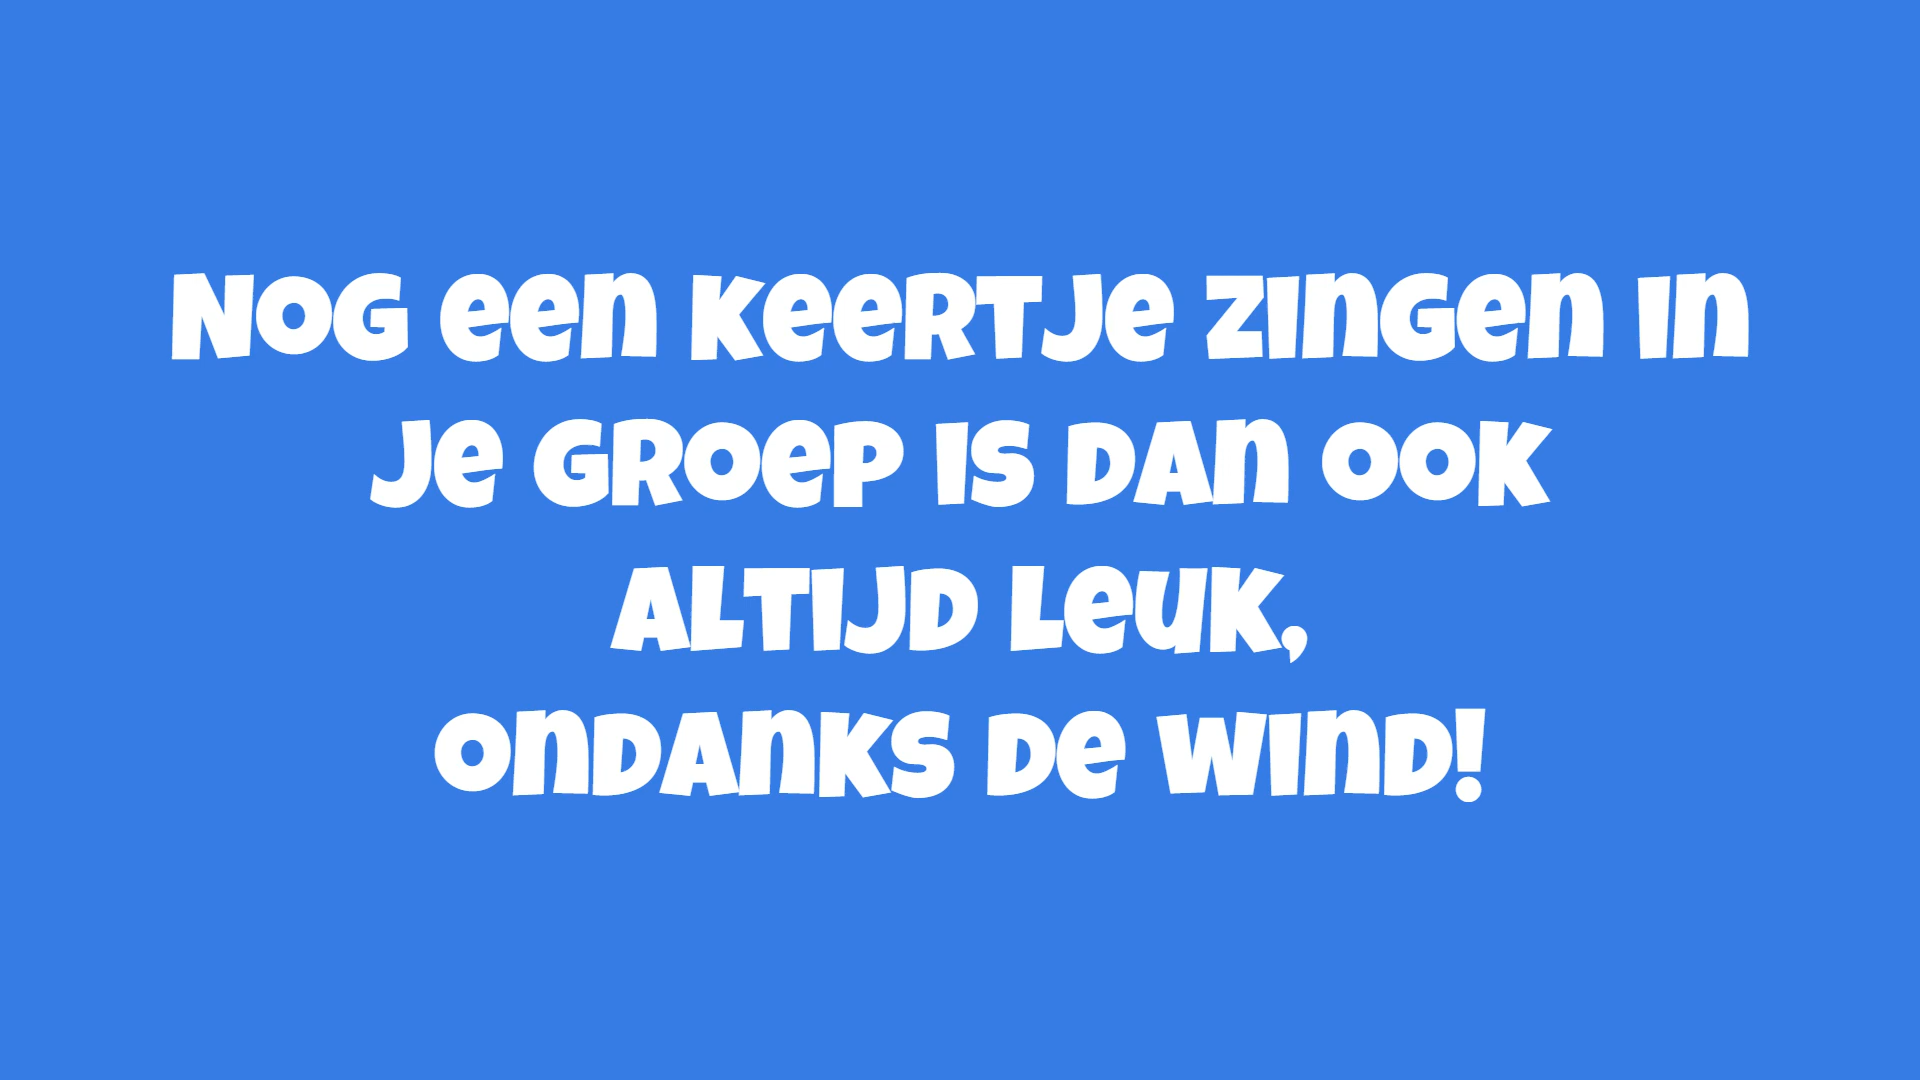 Nog een keertje zingen in
je groep is dan ook
altijd leuk,
ondanks de wind!